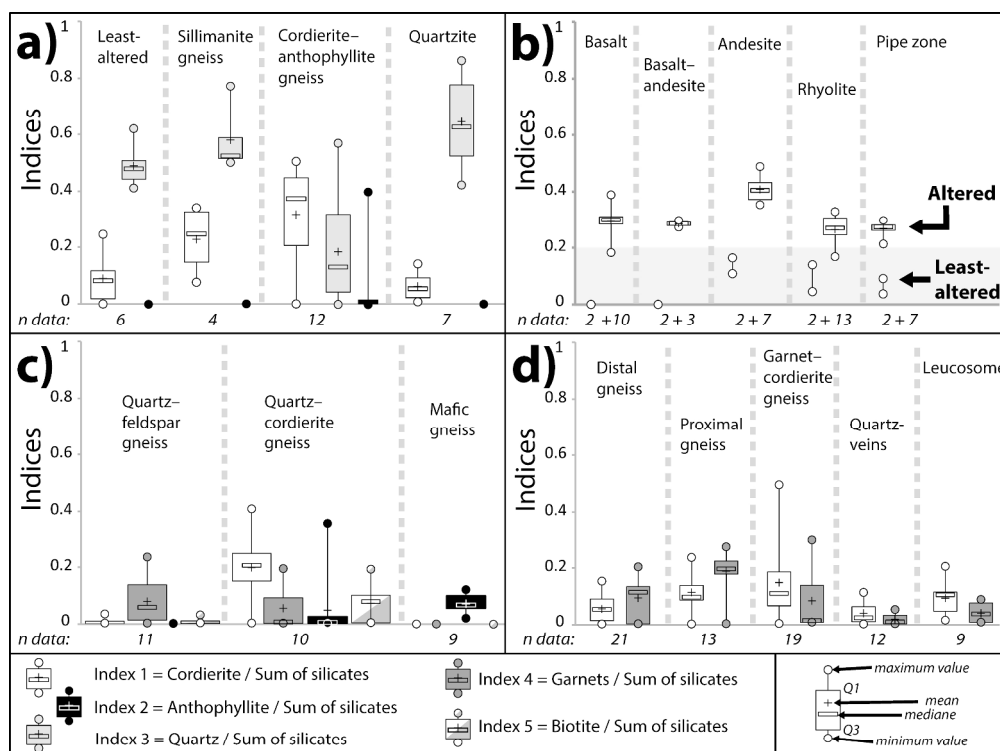 a)
Indices
1
0.8
0.6
0.4
0.2
0
Least-
altered
Sillimanite
gneiss
Cordierite–
anthophyllite
gneiss
Quartzite
n data: 6 4 12 7
b)
Indices
1
0.8
0.6
0.4
0.2
0
Basalt
Basalt–
andesite
Andesite
Rhyolite
Pipe zone
Altered
Least-
altered
n data: 2 +10 2 + 3 2 + 7 2 + 13 2 + 7
c)
Indices
1
0.8
0.6
0.4
0.2
0
Quartz–
feldspar
gneiss
Quartz–
cordierite
gneiss
Mafic
gneiss
n data: 11 10 9
d)
Indices
1
0.8
0.6
0.4
0.2
0
Distal
gneiss
Proximal
gneiss
Garnet–
cordierite
gneiss
Quartz-
veins
Leucosome
n data: 21 13 19 12 9
Index 1 = Cordierite / Sum of silicates
Index 2 = Anthophyllite / Sum of silicates
Index 3 = Quartz / Sum of silicates
Index 4 = Garnets / Sum of silicates
Index 5 = Biotite / Sum of silicates
maximum value
Q1
mean
mediane
Q3
minimum value